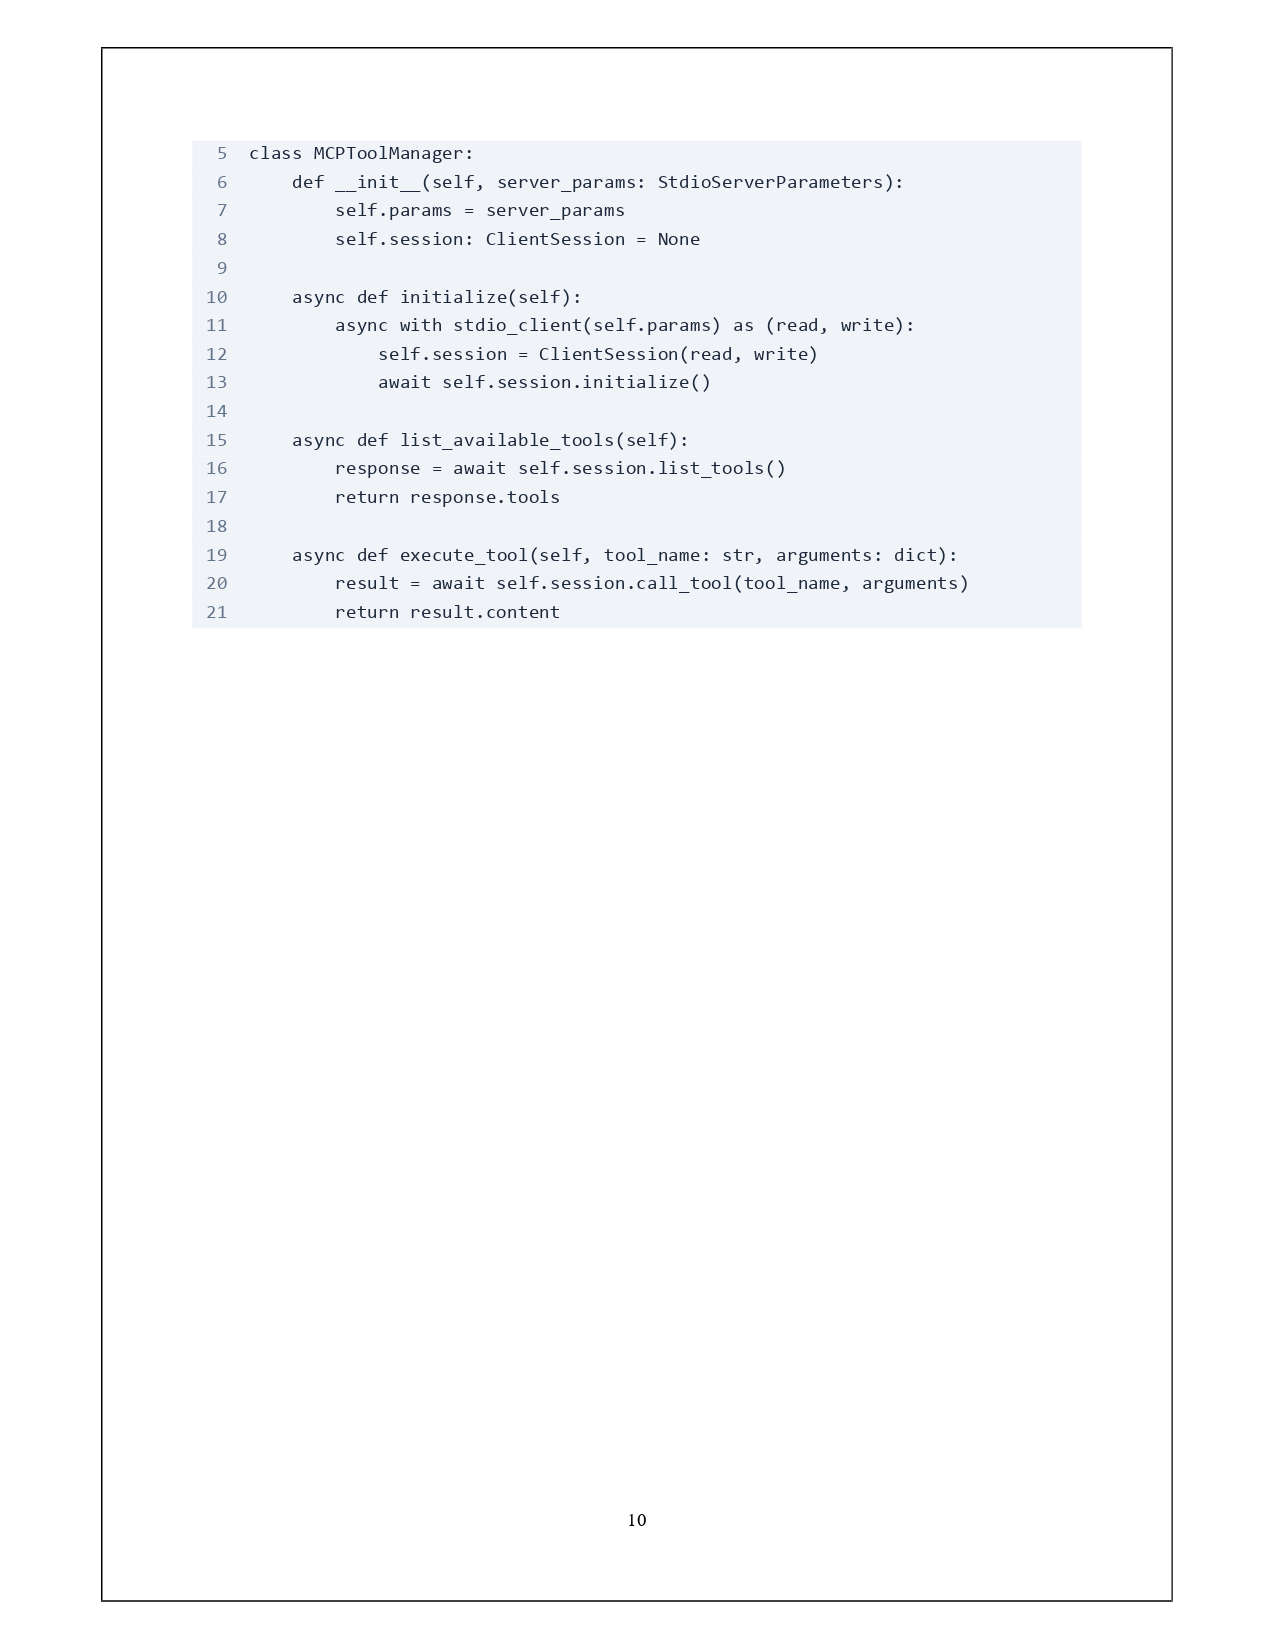 5 class MCPToolManager:
6     def __init__(self, server_params: StdioServerParameters):
7         self.params = server_params
8         self.session: ClientSession = None
9
10     async def initialize(self):
11         async with stdio_client(self.params) as (read, write):
12             self.session = ClientSession(read, write)
13             await self.session.initialize()
14
15     async def list_available_tools(self):
16         response = await self.session.list_tools()
17         return response.tools
18
19     async def execute_tool(self, tool_name: str, arguments: dict):
20         result = await self.session.call_tool(tool_name, arguments)
21         return result.content
10